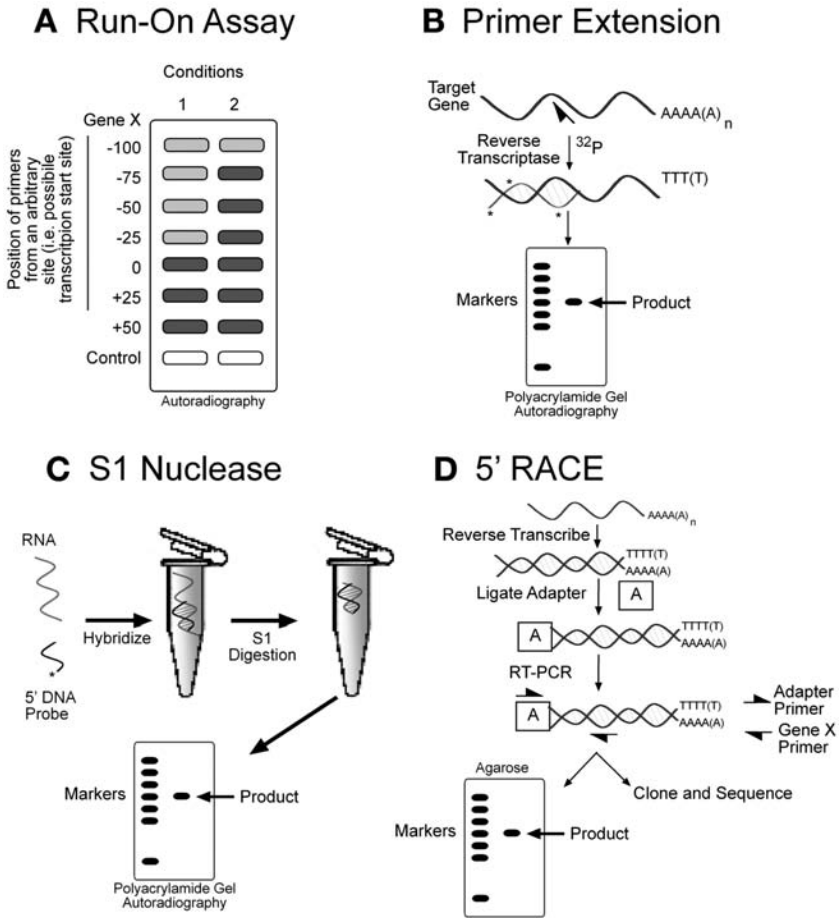 A Run-On Assay
Conditions
1 2
Gene X
Position of primers
from an arbitrary
site (i.e. possibile
transcritpion start site)
-100
-75
-50
-25
0
+25
+50
Control
Autoradiography
B Primer Extension
Target
Gene
AAAA(A)n
Reverse
Transcriptase
32P
TTT(T)
*
*
*
Markers
Product
Polyacrylamide Gel
Autoradiography
C S1 Nuclease
RNA
Hybridize
S1
Digestion
*
5' DNA
Probe
Markers
Product
Polyacrylamide Gel
Autoradiography
D 5' RACE
AAAA(A)n
Reverse Transcribe
TTTT(T)
AAAA(A)
Ligate Adapter
A
A
TTTT(T)
AAAA(A)
RT-PCR
A
TTTT(T)
AAAA(A)
Adapter
Primer
Gene X
Primer
Agarose
Clone and Sequence
Markers
Product